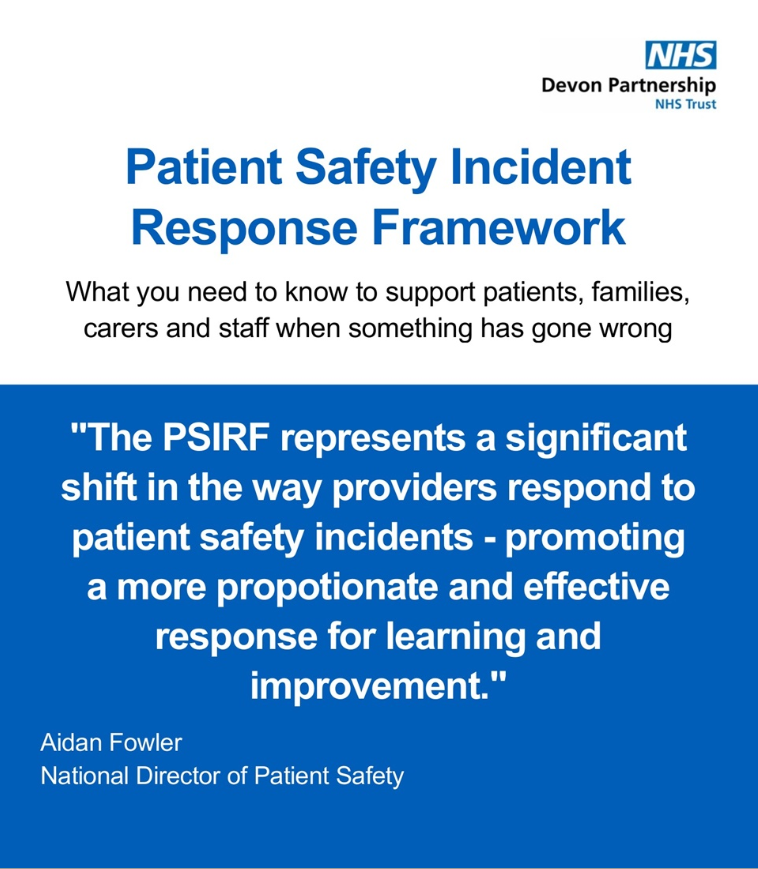 NHS
Devon Partnership
NHS Trust
Patient Safety Incident
Response Framework
What you need to know to support patients, families,
carers and staff when something has gone wrong
"The PSIRF represents a significant
shift in the way providers respond to
patient safety incidents - promoting
a more propotionate and effective
response for learning and
improvement."
Aidan Fowler
National Director of Patient Safety